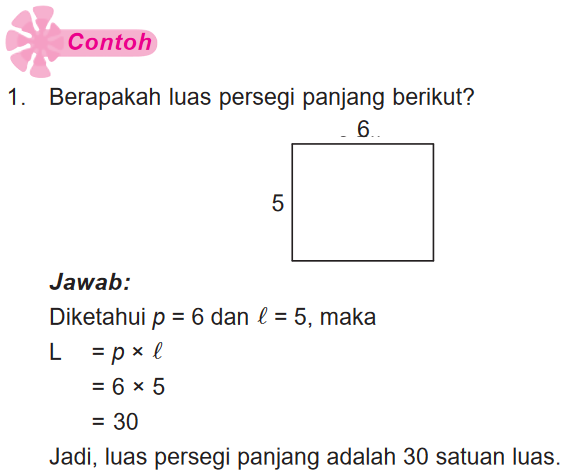 Contoh
1. Berapakah luas persegi panjang berikut?
6
5
Jawab:
Diketahui p = 6 dan ℓ = 5, maka
L = p × ℓ
= 6 × 5
= 30
Jadi, luas persegi panjang adalah 30 satuan luas.